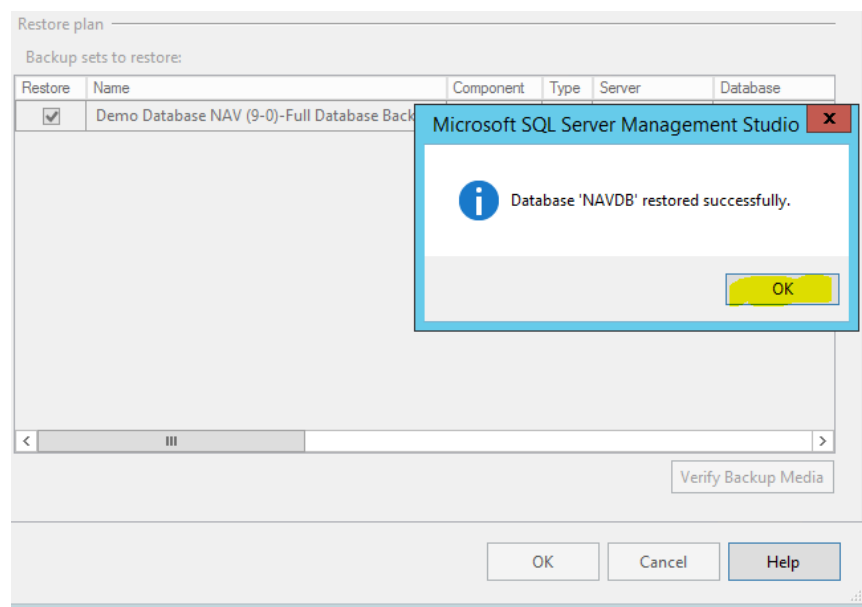 Restore plan
Backup sets to restore:
Restore Name Component Type Server Database
Demo Database NAV (9-0)-Full Database Back
Microsoft SQL Server Management Studio x
Database 'NAVDB' restored successfully.
OK
Verify Backup Media
OK Cancel Help